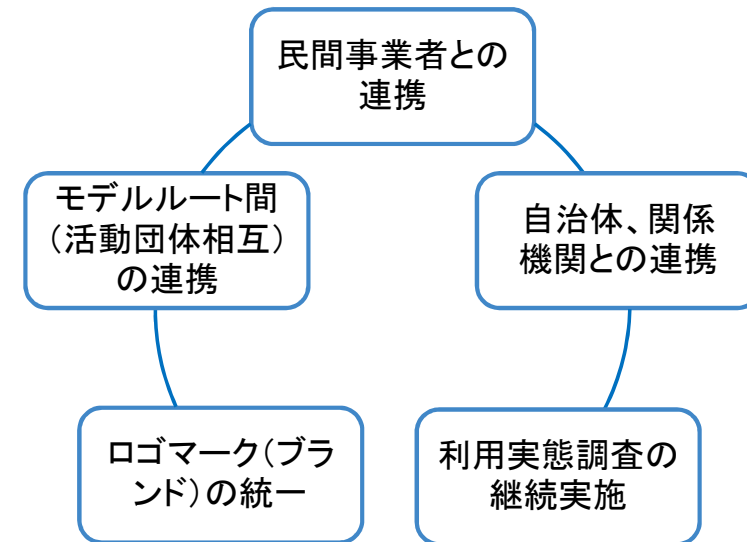 民間事業者との
連携
モデルルート間
（活動団体相互）
の連携
自治体、関係
機関との連携
ロゴマーク（ブラ
ンド）の統一
利用実態調査の
継続実施